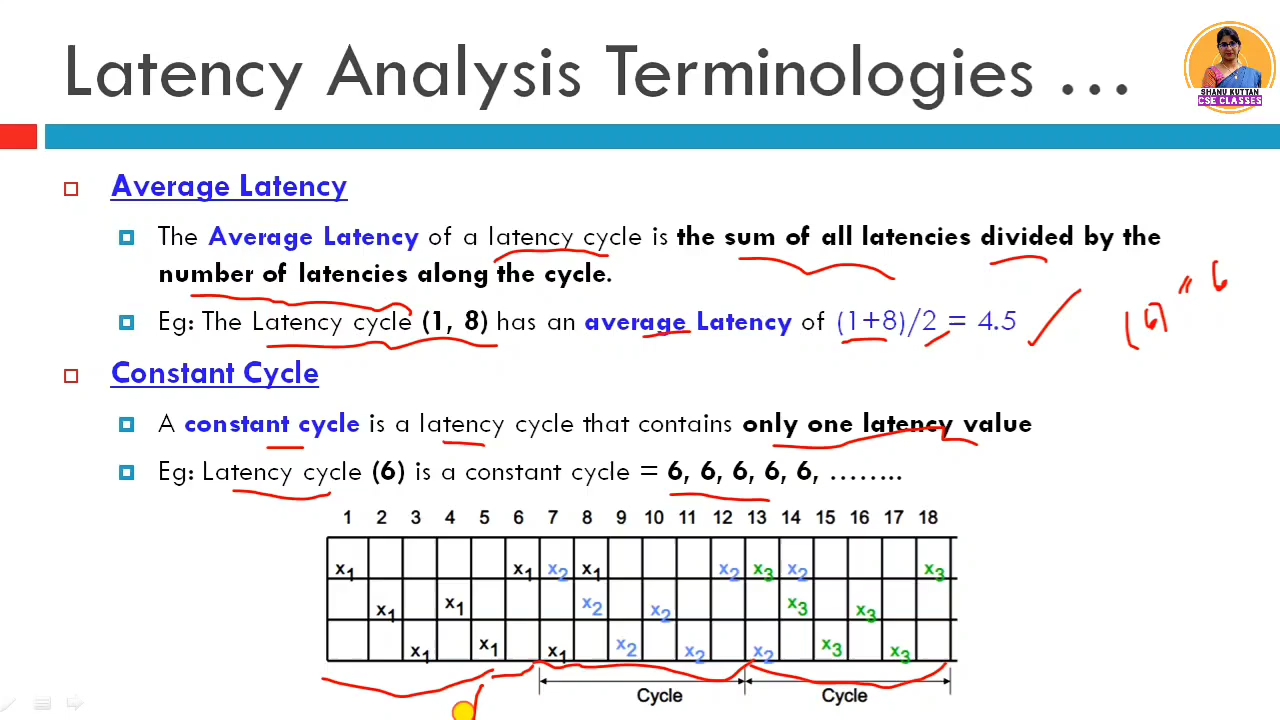 Latency Analysis Terminologies ...
SHANU KUTTAN
CSE CLASSES
Average Latency
The Average Latency of a latency cycle is the sum of all latencies divided by the
number of latencies along the cycle.
Eg: The Latency cycle (1, 8) has an average Latency of (1+8)/2 = 4.5
(6) = 6
Constant Cycle
A constant cycle is a latency cycle that contains only one latency value
Eg: Latency cycle (6) is a constant cycle = 6, 6, 6, 6, 6, ........
1 2 3 4 5 6 7 8 9 10 11 12 13 14 15 16 17 18
x1 x1 x2 x1 x2 x3 x2 x3
x1 x1 x2 x2 x3 x3
x1 x1 x1 x2 x2 x2 x3 x3
Cycle Cycle